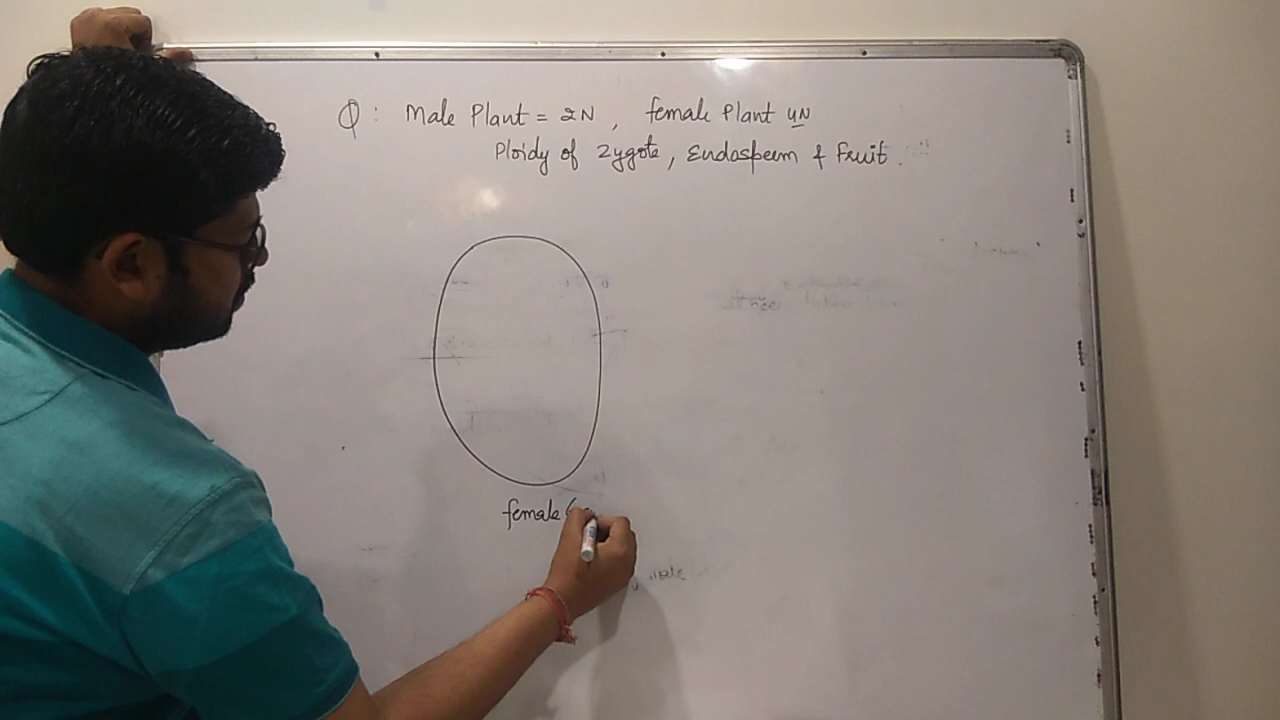 Q: Male Plant = 2N, female Plant 4N
Ploidy of Zygote, Endosperm & Fruit.
female (